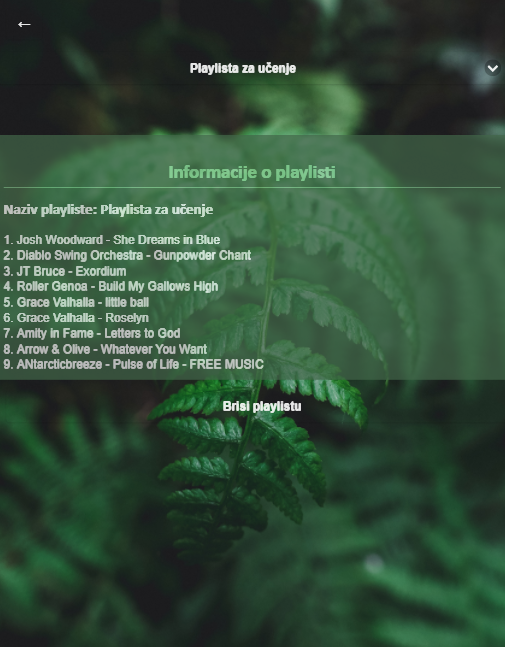 ←
Playlista za učenje
Informacije o playlisti
Naziv playliste: Playlista za učenje
1. Josh Woodward - She Dreams in Blue
2. Diablo Swing Orchestra - Gunpowder Chant
3. JT Bruce - Exordium
4. Roller Genoa - Build My Gallows High
5. Grace Valhalla - little ball
6. Grace Valhalla - Roselyn
7. Amity in Fame - Letters to God
8. Arrow & Olive - Whatever You Want
9. ANtarcticbreeze - Pulse of Life - FREE MUSIC
Brisi playlistu